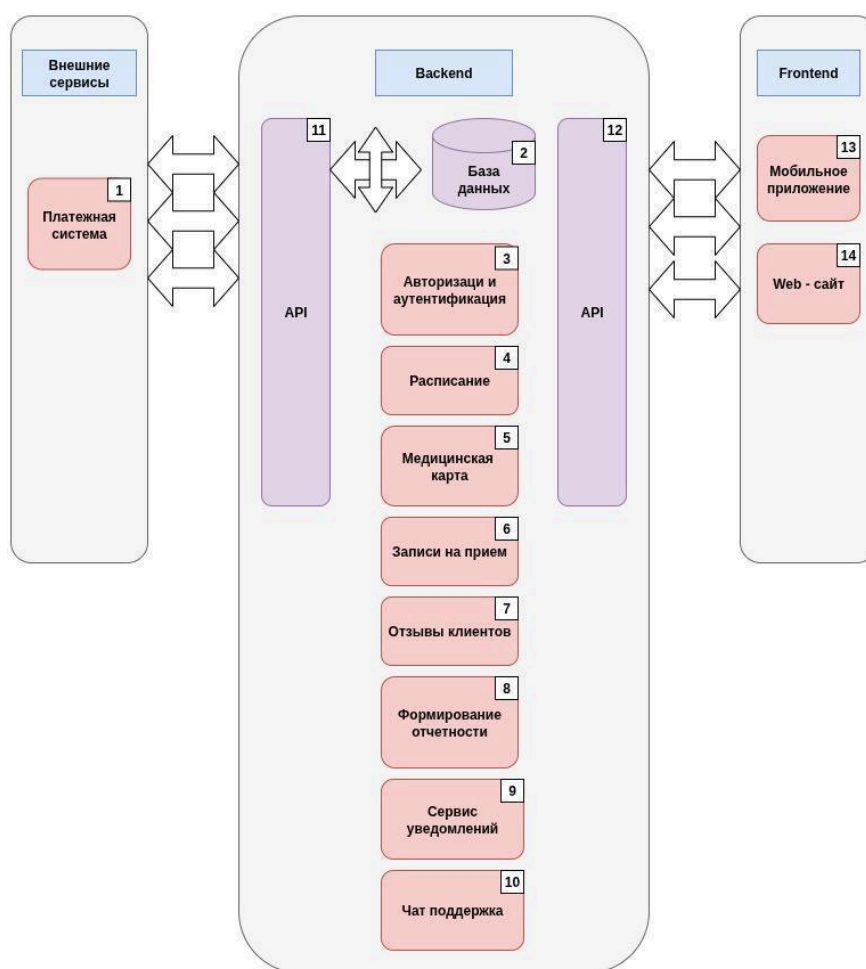 Внешние
сервисы
1
Платежная
система
Backend
11
API
2
База
данных
12
API
3
Авторизаци и
аутентификация
4
Расписание
5
Медицинская
карта
6
Записи на прием
7
Отзывы клиентов
8
Формирование
отчетности
9
Сервис
уведомлений
10
Чат поддержка
Frontend
13
Мобильное
приложение
14
Web - сайт